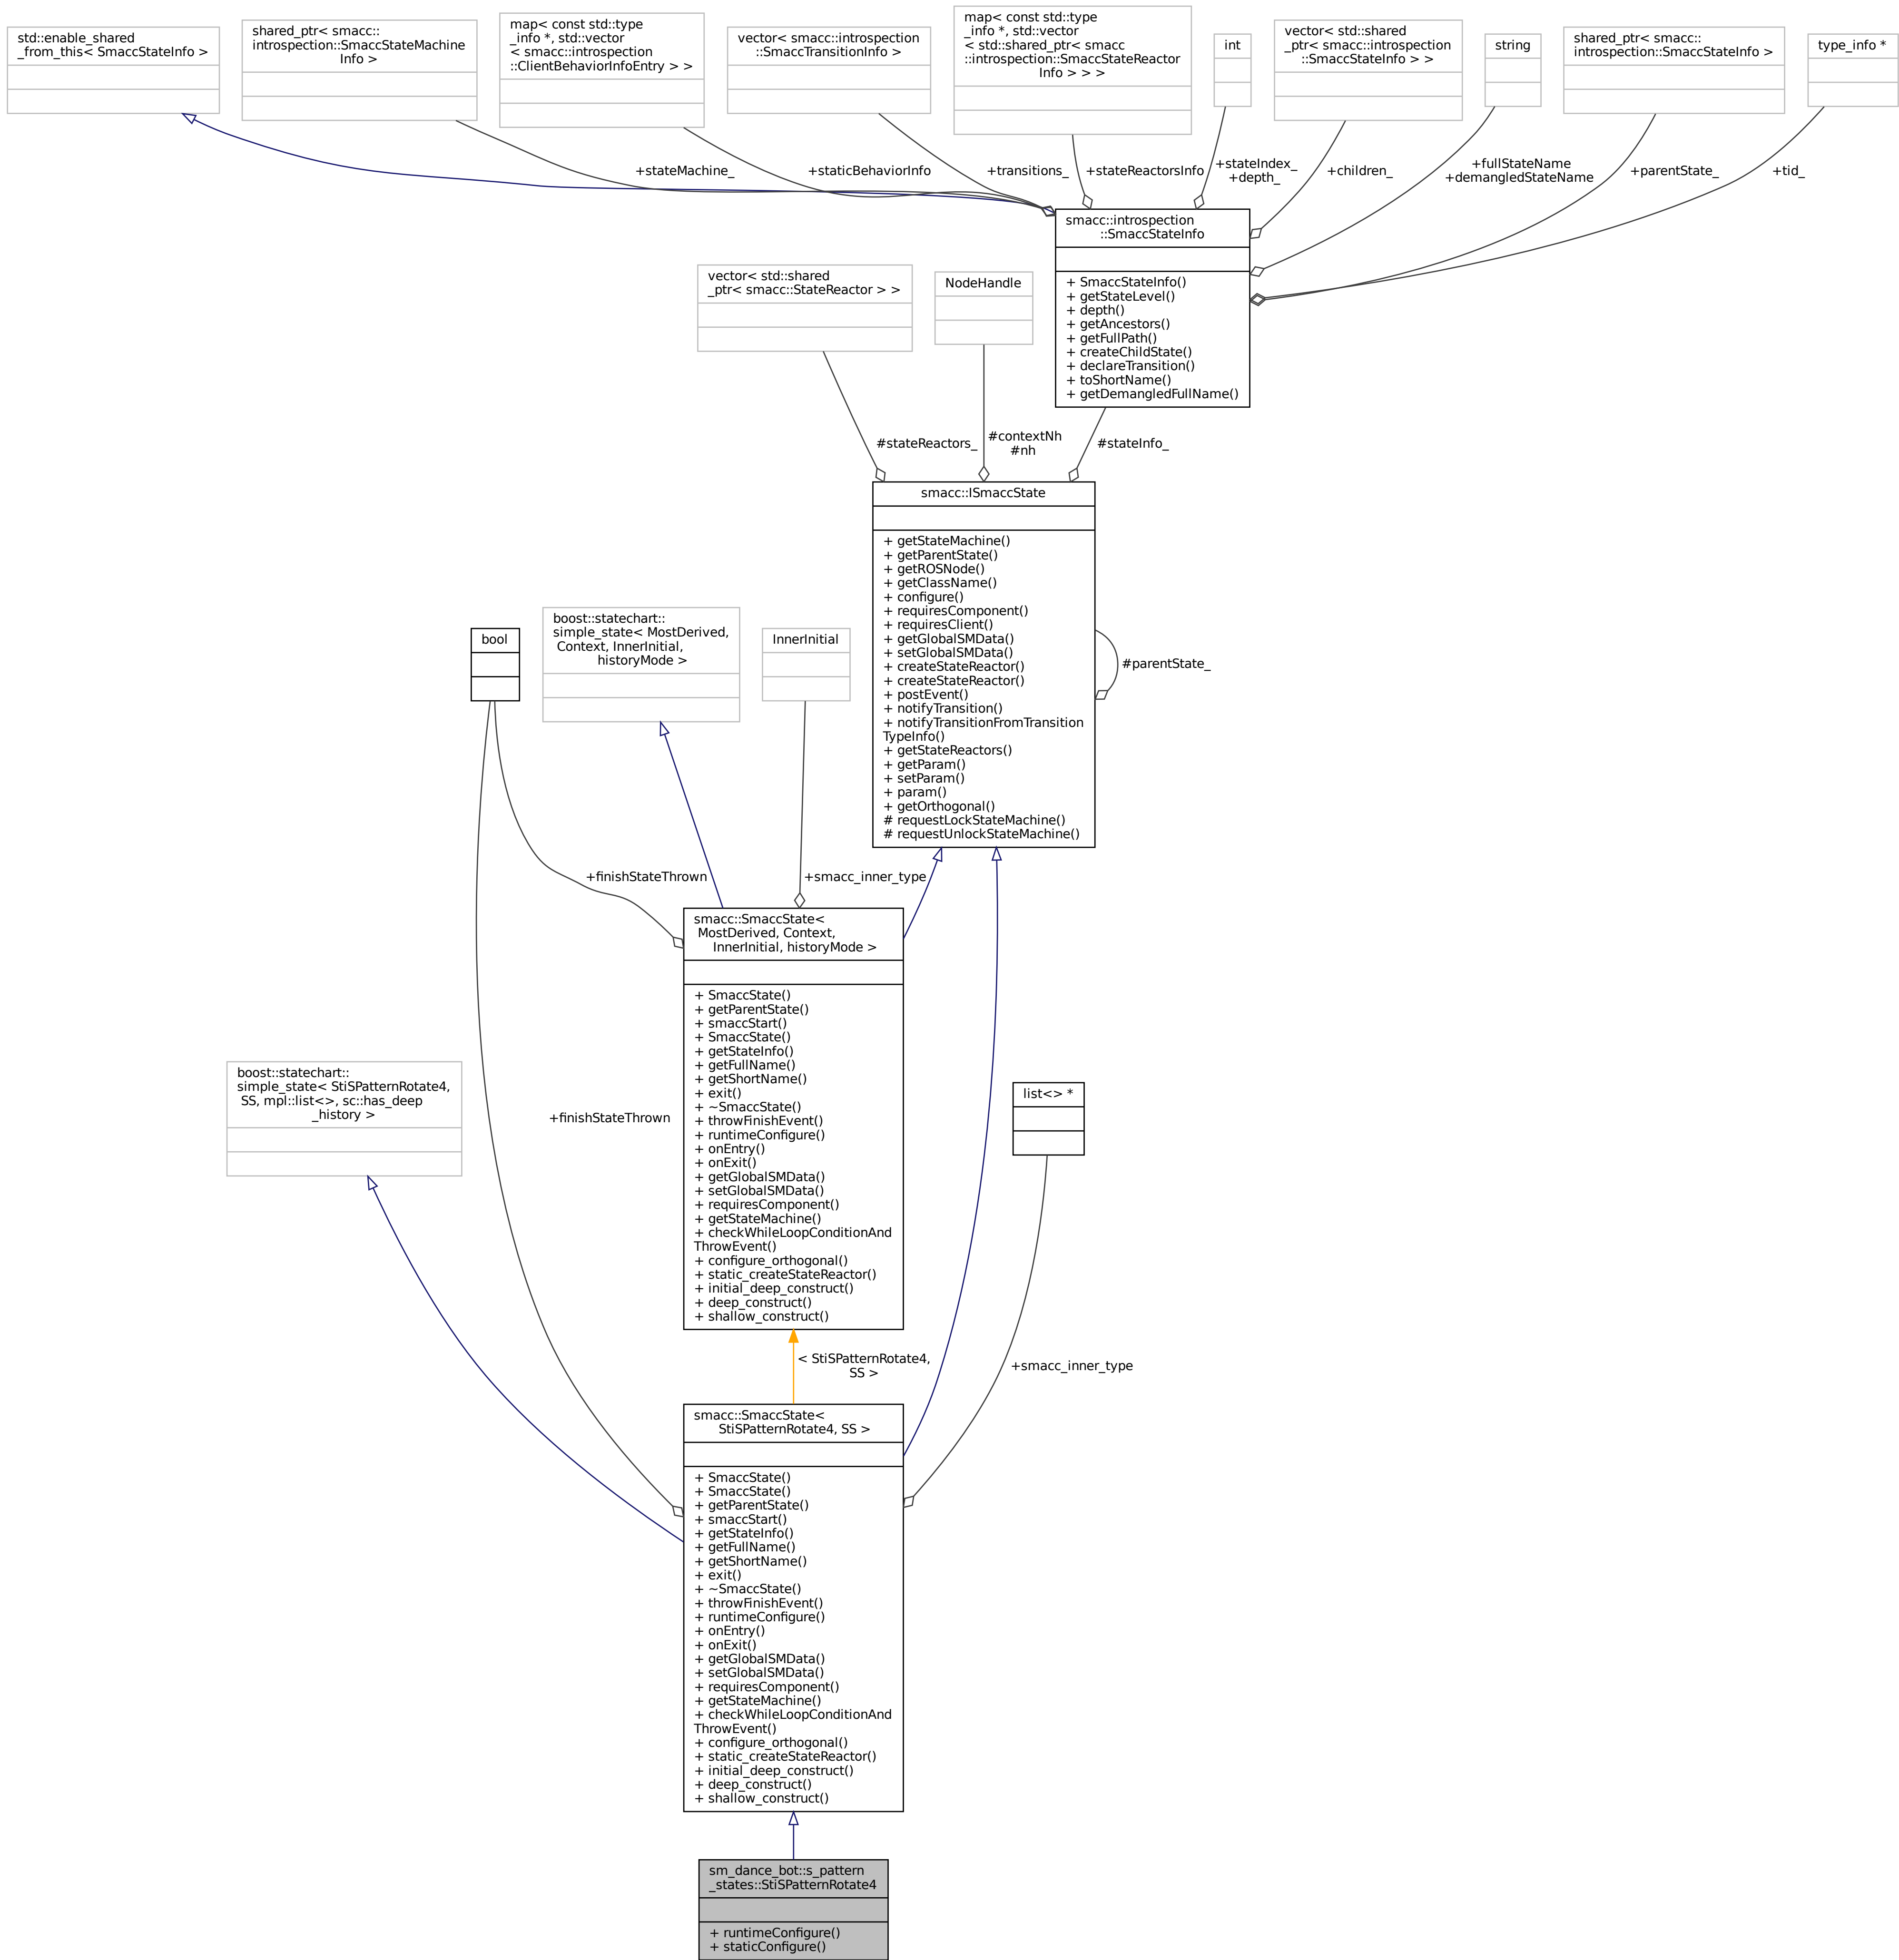 std::enable_shared
_from_this< SmaccStateInfo >
shared_ptr< smacc::
introspection::SmaccStateMachine
Info >
map< const std::type
_info *, std::vector
< smacc::introspection
::ClientBehaviorInfoEntry > >
vector< smacc::introspection
::SmaccTransitionInfo >
map< const std::type
_info *, std::vector
< std::shared_ptr< smacc
::introspection::SmaccStateReactor
Info > > >
int
vector< std::shared
_ptr< smacc::introspection
::SmaccStateInfo > >
string
shared_ptr< smacc::
introspection::SmaccStateInfo >
type_info *
+stateMachine_
+staticBehaviorInfo
+transitions_
+stateReactorsInfo
+stateIndex_
+depth_
+children_
+fullStateName
+demangledStateName
+parentState_
+tid_
smacc::introspection
::SmaccStateInfo
+ SmaccStateInfo()
+ getStateLevel()
+ depth()
+ getAncestors()
+ getFullPath()
+ createChildState()
+ declareTransition()
+ toShortName()
+ getDemangledFullName()
vector< std::shared
_ptr< smacc::StateReactor > >
NodeHandle
#stateReactors_
#contextNh
#nh
#stateInfo_
smacc::ISmaccState
+ getStateMachine()
+ getParentState()
+ getROSNode()
+ getClassName()
+ configure()
+ requiresComponent()
+ requiresClient()
+ getGlobalSMData()
+ setGlobalSMData()
+ createStateReactor()
+ createStateReactor()
+ postEvent()
+ notifyTransition()
+ notifyTransitionFromTransition
TypeInfo()
+ getStateReactors()
+ getParam()
+ setParam()
+ param()
+ getOrthogonal()
# requestLockStateMachine()
# requestUnlockStateMachine()
#parentState_
bool
boost::statechart::
simple_state< MostDerived,
Context, InnerInitial,
historyMode >
InnerInitial
+finishStateThrown
+smacc_inner_type
smacc::SmaccState<
MostDerived, Context,
InnerInitial, historyMode >
+ SmaccState()
+ getParentState()
+ smaccStart()
+ SmaccState()
+ getStateInfo()
+ getFullName()
+ getShortName()
+ exit()
+ ~SmaccState()
+ throwFinishEvent()
+ runtimeConfigure()
+ onEntry()
+ onExit()
+ getGlobalSMData()
+ setGlobalSMData()
+ requiresComponent()
+ getStateMachine()
+ checkWhileLoopConditionAnd
ThrowEvent()
+ configure_orthogonal()
+ static_createStateReactor()
+ initial_deep_construct()
+ deep_construct()
+ shallow_construct()
boost::statechart::
simple_state< StiSPatternRotate4,
SS, mpl::list<>, sc::has_deep
_history >
+finishStateThrown
list<> *
< StiSPatternRotate4,
SS >
+smacc_inner_type
smacc::SmaccState<
StiSPatternRotate4, SS >
+ SmaccState()
+ SmaccState()
+ getParentState()
+ smaccStart()
+ getStateInfo()
+ getFullName()
+ getShortName()
+ exit()
+ ~SmaccState()
+ throwFinishEvent()
+ runtimeConfigure()
+ onEntry()
+ onExit()
+ getGlobalSMData()
+ setGlobalSMData()
+ requiresComponent()
+ getStateMachine()
+ checkWhileLoopConditionAnd
ThrowEvent()
+ configure_orthogonal()
+ static_createStateReactor()
+ initial_deep_construct()
+ deep_construct()
+ shallow_construct()
sm_dance_bot::s_pattern
_states::StiSPatternRotate4
+ runtimeConfigure()
+ staticConfigure()